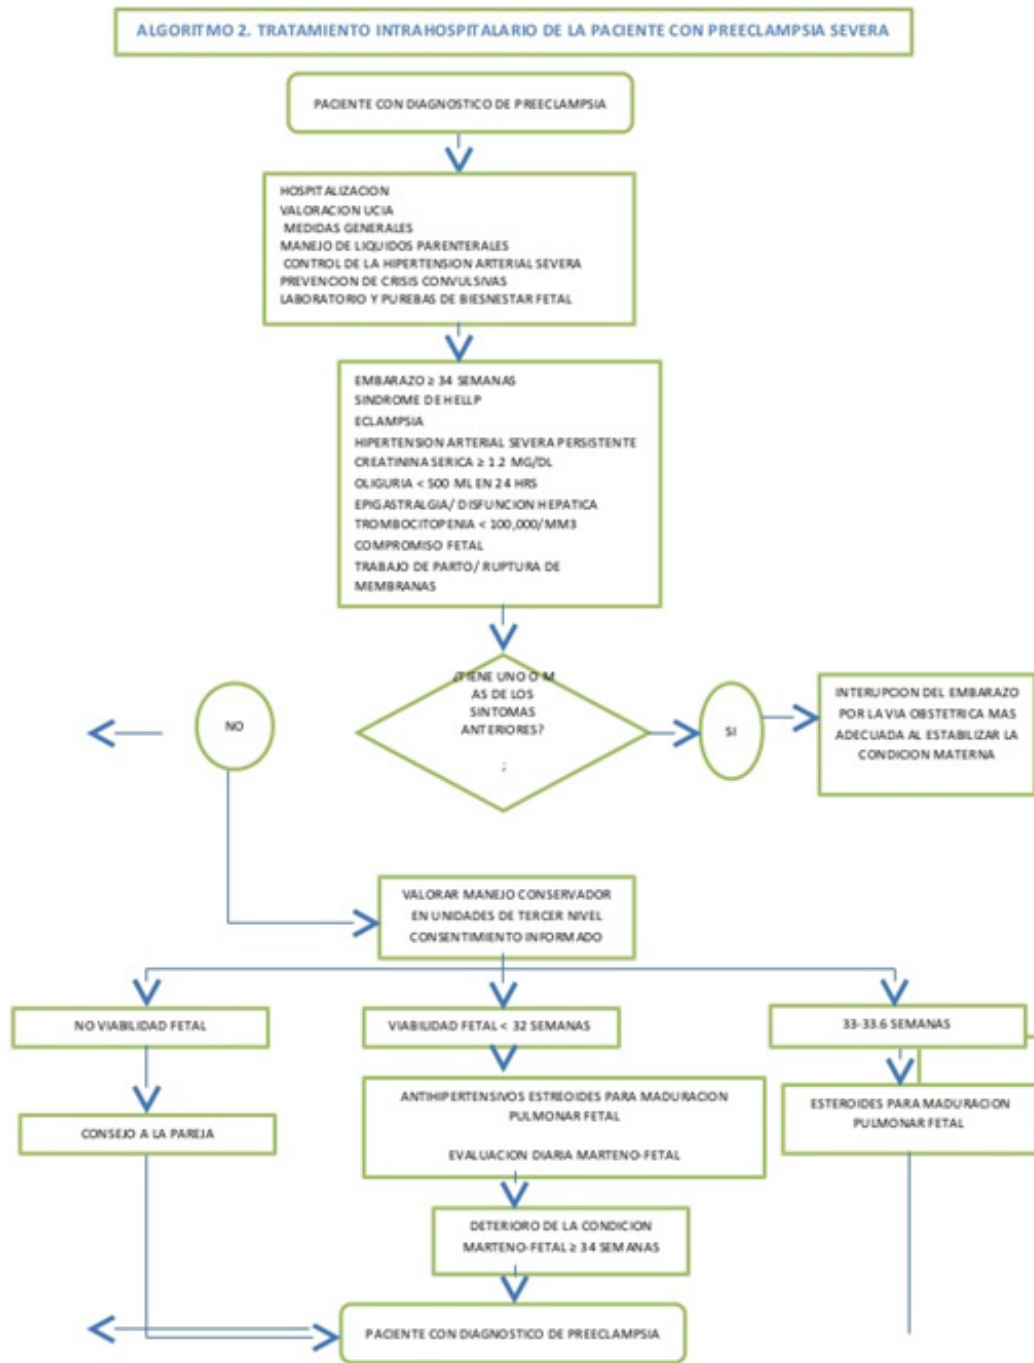 ALGORITMO 2. TRATAMIENTO INTRAHOSPITALARIO DE LA PACIENTE CON PREECLAMPSIA SEVERA
PACIENTE CON DIAGNOSTICO DE PREECLAMPSIA
HOSPITALIZACION
VALORACION UCIA
MEDIDAS GENERALES
MANEJO DE LIQUIDOS PARENTERALES
CONTROL DE LA HIPERTENSION ARTERIAL SEVERA
PREVENCION DE CRISIS CONVULSIVAS
LABORATORIO Y PUREBAS DE BIESNESTAR FETAL
EMBARAZO ≥ 34 SEMANAS
SINDROME DE HELLP
ECLAMPSIA
HIPERTENSION ARTERIAL SEVERA PERSISTENTE
CREATININA SERICA ≥ 1.2 MG/DL
OLIGURIA < 500 ML EN 24 HRS
EPIGASTRALGIA/ DISFUNCION HEPATICA
TROMBOCITOPENIA < 100,000/MM3
COMPROMISO FETAL
TRABAJO DE PARTO/ RUPTURA DE
MEMBRANAS
¿TIENE UNO O M
AS DE LOS
SINTOMAS
ANTERIORES?
;
NO
SI
INTERUPCION DEL EMBARAZO
POR LA VIA OBSTETRICA MAS
ADECUADA AL ESTABILIZAR LA
CONDICION MATERNA
VALORAR MANEJO CONSERVADOR
EN UNIDADES DE TERCER NIVEL
CONSENTIMIENTO INFORMADO
NO VIABILIDAD FETAL
VIABILIDAD FETAL < 32 SEMANAS
33-33.6 SEMANAS
CONSEJO A LA PAREJA
ANTIHIPERTENSIVOS ESTREOIDES PARA MADURACION
PULMONAR FETAL
EVALUACION DIARIA MARTENO-FETAL
ESTEROIDES PARA MADURACION
PULMONAR FETAL
DETERIORO DE LA CONDICION
MARTENO-FETAL ≥ 34 SEMANAS
PACIENTE CON DIAGNOSTICO DE PREECLAMPSIA